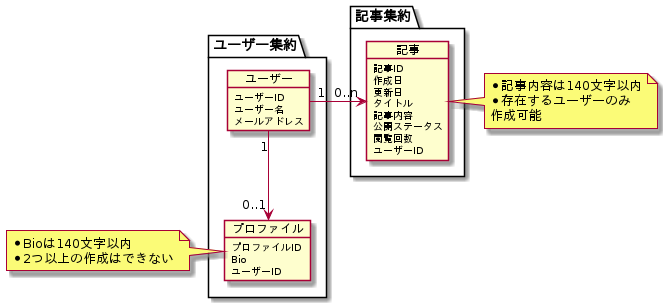 記事集約
記事
記事ID
作成日
更新日
タイトル
記事内容
公開ステータス
閲覧回数
ユーザーID
●記事内容は140文字以内
●存在するユーザーのみ
作成可能
ユーザー集約
ユーザー
ユーザーID
ユーザー名
メールアドレス
1 0..n
1
0..1
プロファイル
プロファイルID
Bio
ユーザーID
●Bioは140文字以内
●2つ以上の作成はできない